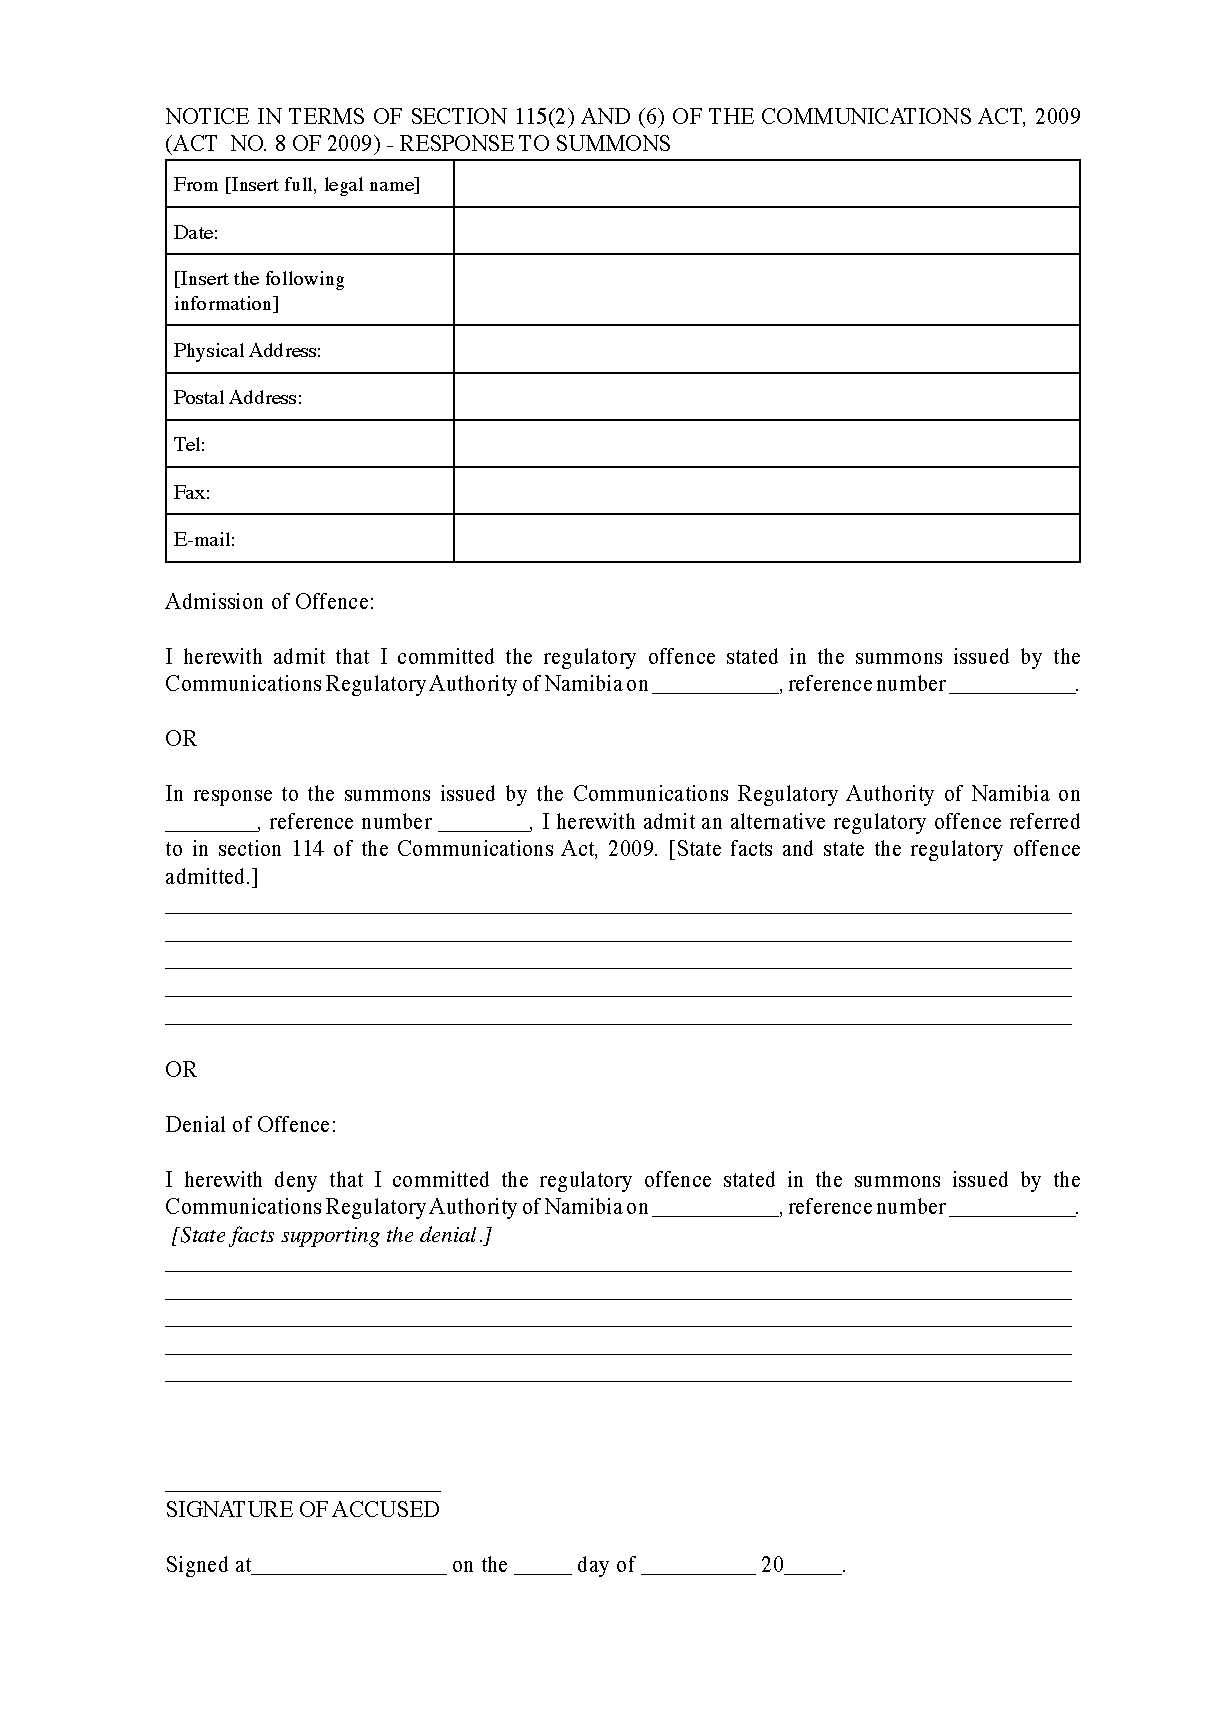 NOTICE IN TERMS OF SECTION 115(2) AND (6) OF THE COMMUNICATIONS ACT, 2009
(ACT NO. 8 OF 2009) - RESPONSE TO SUMMONS
From [Insert full, legal name]
Date:
[Insert the following
information]
Physical Address:
Postal Address:
Tel:
Fax:
E-mail:
Admission of Offence:
I herewith admit that I committed the regulatory offence stated in the summons issued by the
Communications Regulatory Authority of Namibia on ___________, reference number ___________.
OR
In response to the summons issued by the Communications Regulatory Authority of Namibia on
________, reference number ________, I herewith admit an alternative regulatory offence referred
to in section 114 of the Communications Act, 2009. [State facts and state the regulatory offence
admitted.]
OR
Denial of Offence:
I herewith deny that I committed the regulatory offence stated in the summons issued by the
Communications Regulatory Authority of Namibia on ___________, reference number ___________.
[State facts supporting the denial.]
SIGNATURE OF ACCUSED
Signed at_________________ on the _____ day of __________ 20_____.